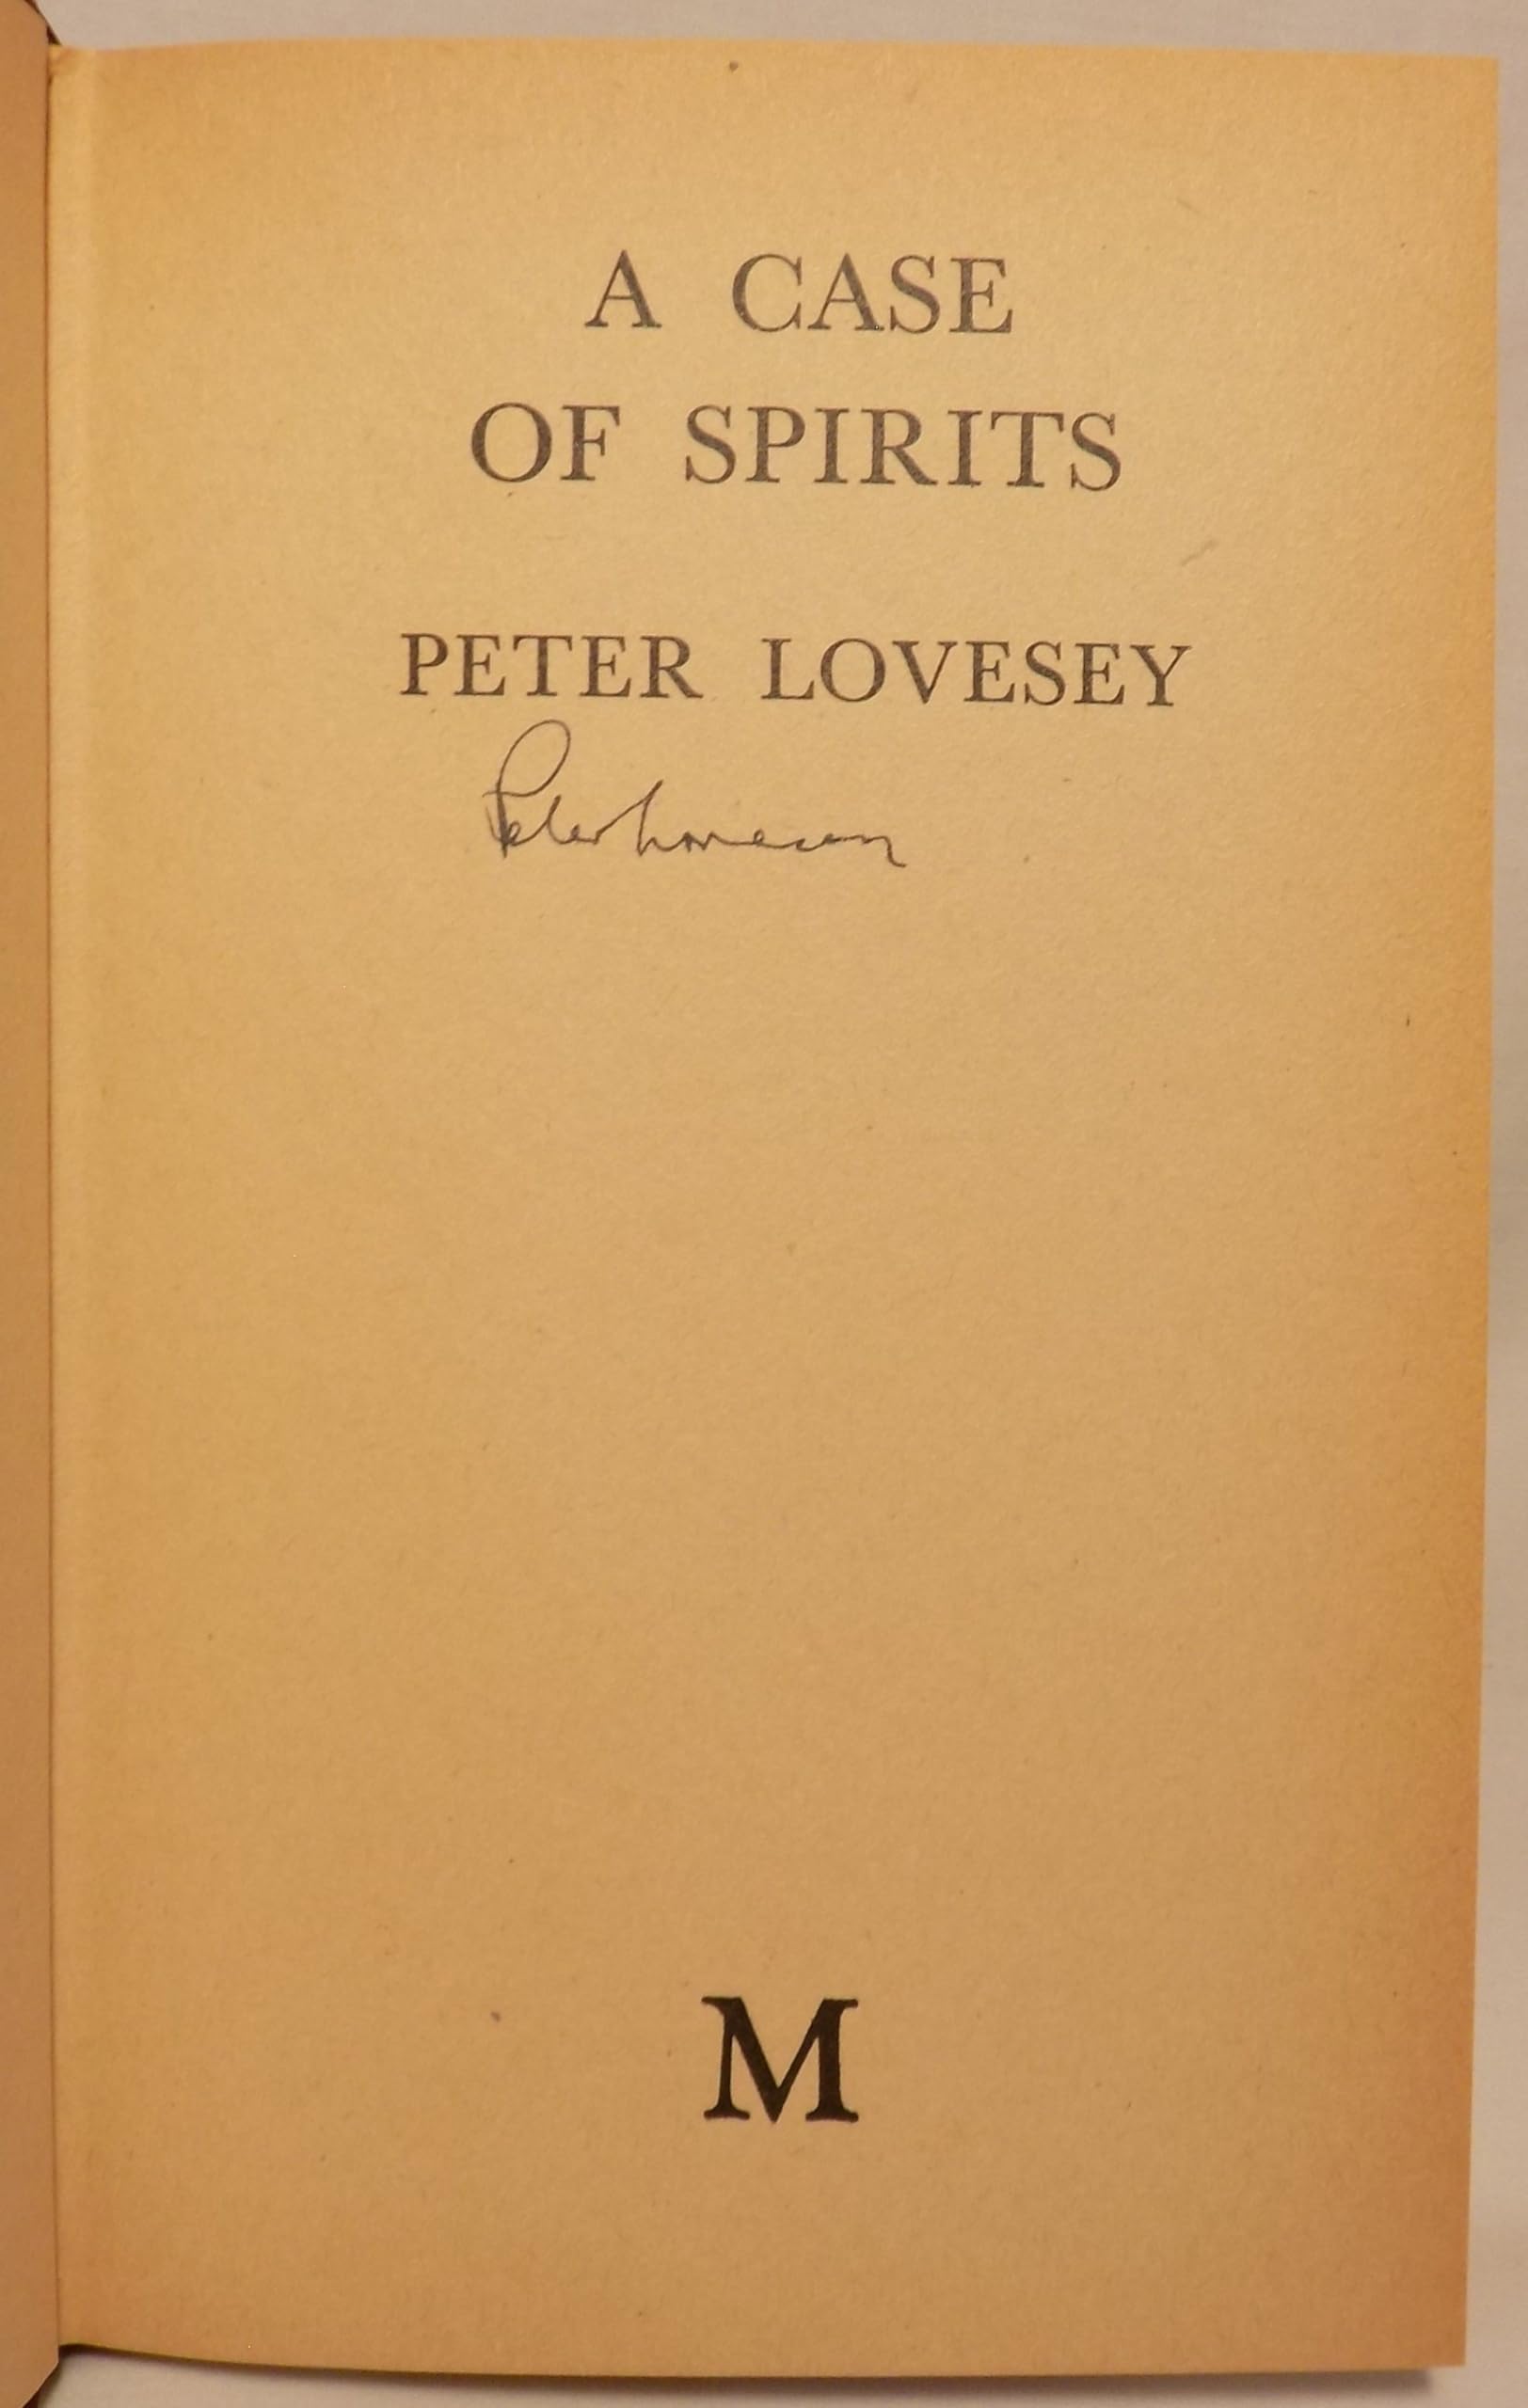 A CASE
OF SPIRITS
PETER LOVESEY
Peter Lovesey
M